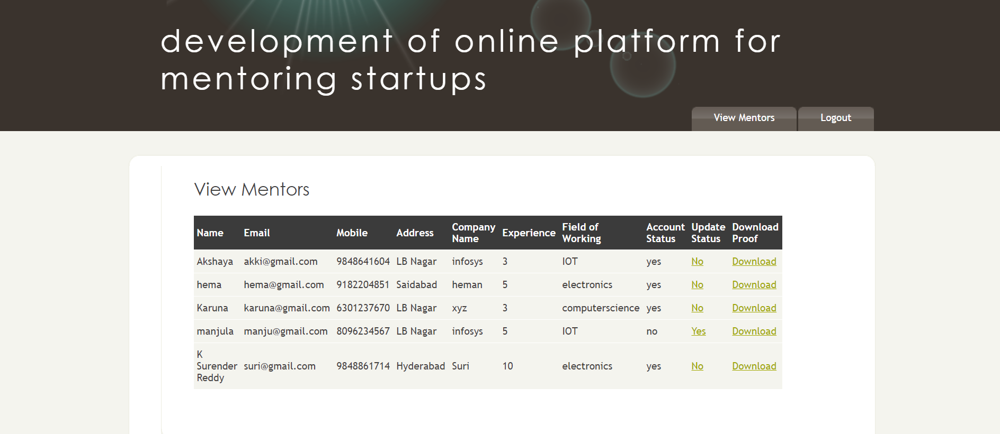 development of online platform for
mentoring startups
View Mentors Logout
View Mentors
Name Email Mobile Address Company Name Experience Field of Working Account Status Update Status Download Proof
Akshaya akki@gmail.com 9848641604 LB Nagar infosys 3 IOT yes No Download
hema hema@gmail.com 9182204851 Saidabad heman 5 electronics yes No Download
Karuna karuna@gmail.com 6301237670 LB Nagar xyz 3 computerscience yes No Download
manjula manju@gmail.com 8096234567 LB Nagar infosys 5 IOT no Yes Download
K Surender Reddy suri@gmail.com 9848861714 Hyderabad Suri 10 electronics yes No Download